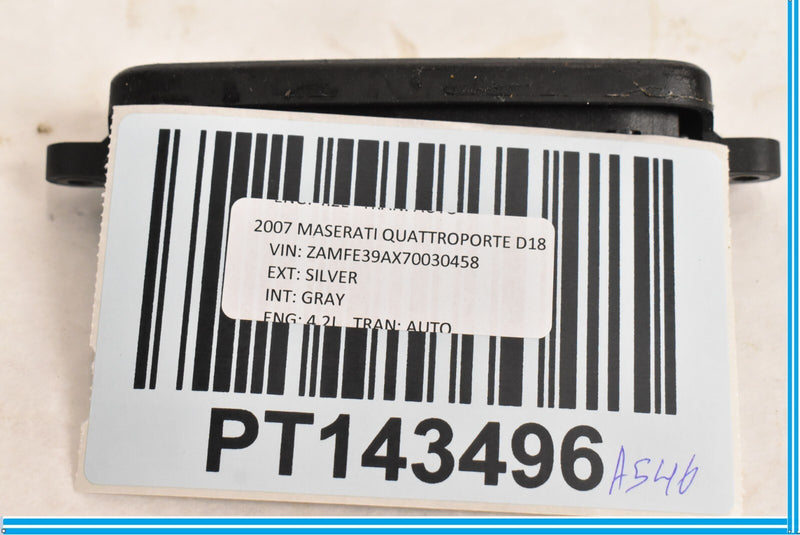 2007 MASERATI QUATTROPORTE D18
VIN: ZAMFE39AX70030458
EXT: SILVER
INT: GRAY
ENG: 4.2L TRAN: AUTO
PT143496
A546